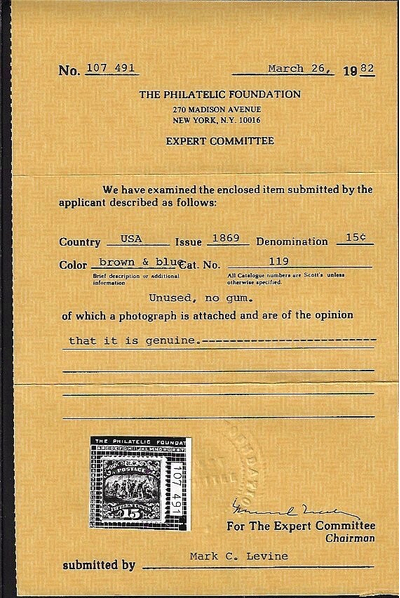 No. 107 491 March 26, 1982
THE PHILATELIC FOUNDATION
270 MADISON AVENUE
NEW YORK, N.Y. 10016
EXPERT COMMITTEE
We have examined the enclosed item submitted by the
applicant described as follows:
Country USA Issue 1869 Denomination 15¢
Color brown & blue Cat. No. 119
Brief description or additional information
All Catalogue numbers are Scott's unless otherwise specified.
Unused, no gum.
of which a photograph is attached and are of the opinion
that it is genuine.
THE PHILATELIC FOUNDAT
U.S.
POSTAGE
15
107 491
For The Expert Committee
Chairman
submitted by Mark C. Levine